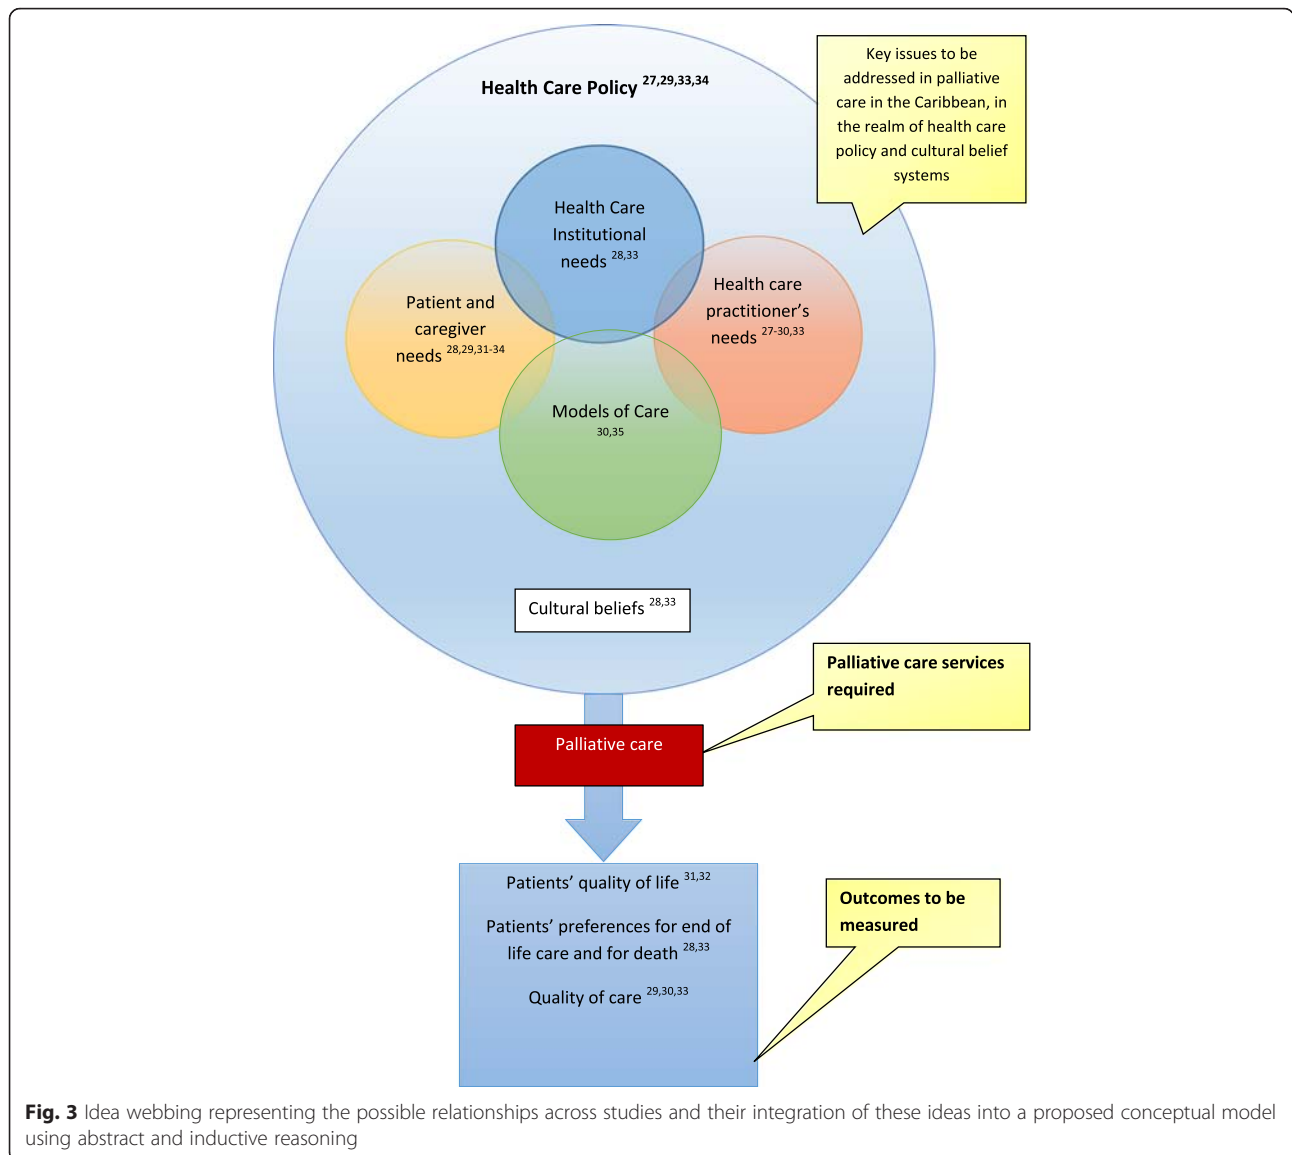 Health Care Policy 27,29,33,34
Key issues to be
addressed in palliative
care in the Caribbean, in
the realm of health care
policy and cultural belief
systems
Health Care
Institutional
needs 28,33
Patient and
caregiver
needs 28,29,31-34
Health care
practitioner’s
needs 27-30,33
Models of Care
30,35
Cultural beliefs 28,33
Palliative care services
required
Palliative care
Patients’ quality of life 31,32
Patients’ preferences for end of
life care and for death 28,33
Quality of care 29,30,33
Outcomes to be
measured
Fig. 3 Idea webbing representing the possible relationships across studies and their integration of these ideas into a proposed conceptual model
using abstract and inductive reasoning